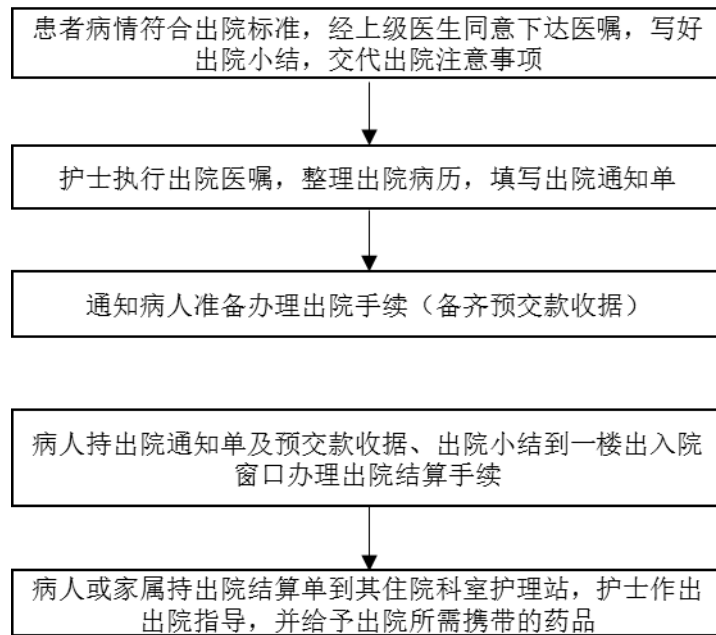 患者病情符合出院标准，经上级医生同意下达医嘱，写好
出院小结，交代出院注意事项
护士执行出院医嘱，整理出院病历，填写出院通知单
通知病人准备办理出院手续（备齐预交款收据）
病人持出院通知单及预交款收据、出院小结到一楼出入院
窗口办理出院结算手续
病人或家属持出院结算单到其住院科室护理站，护士作出
出院指导，并给予出院所需携带的药品